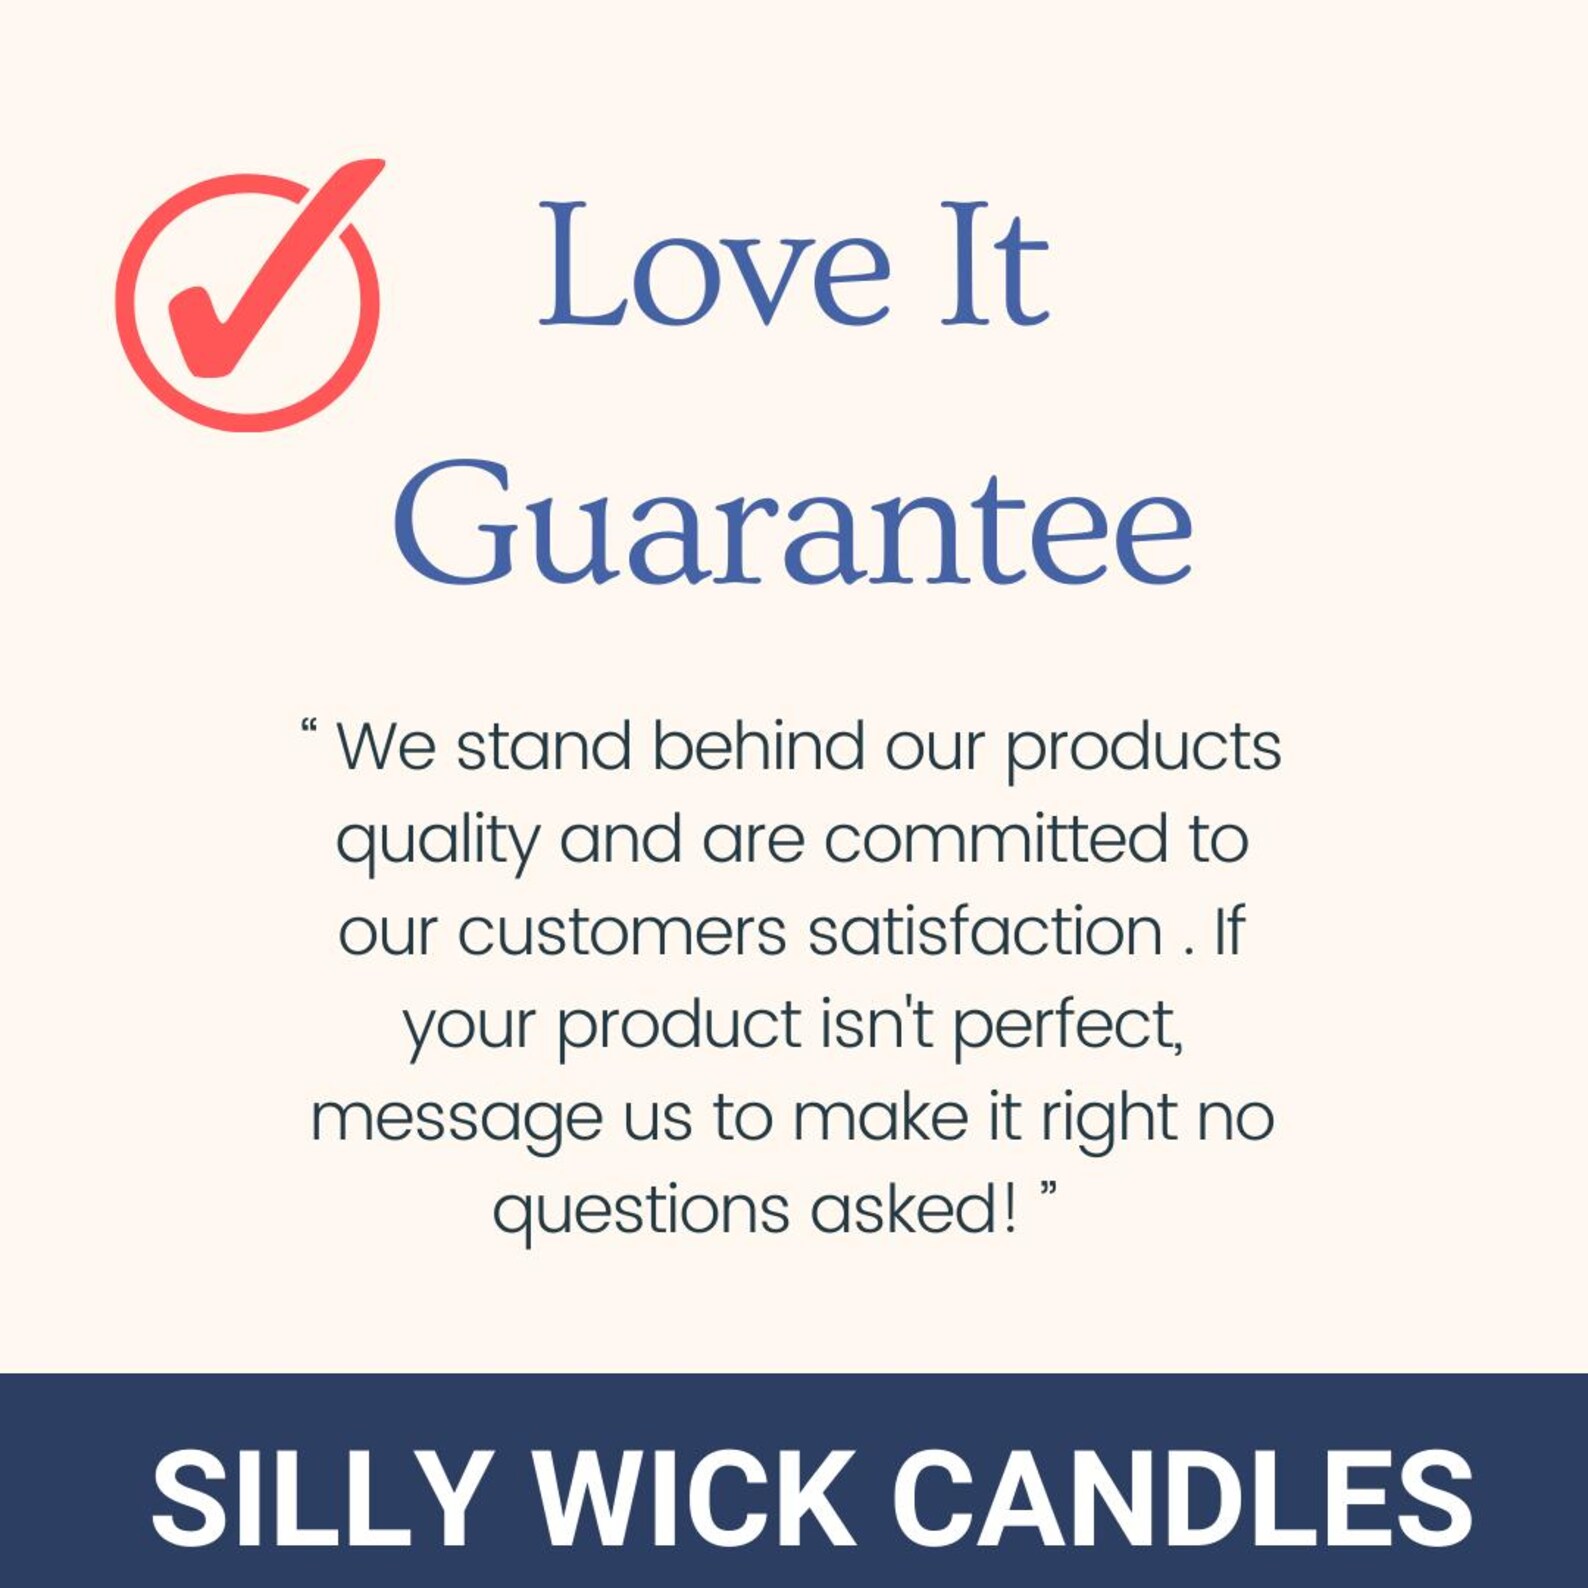 Love It
Guarantee
“ We stand behind our products
quality and are committed to
our customers satisfaction . If
your product isn't perfect,
message us to make it right no
questions asked! ”
SILLY WICK CANDLES